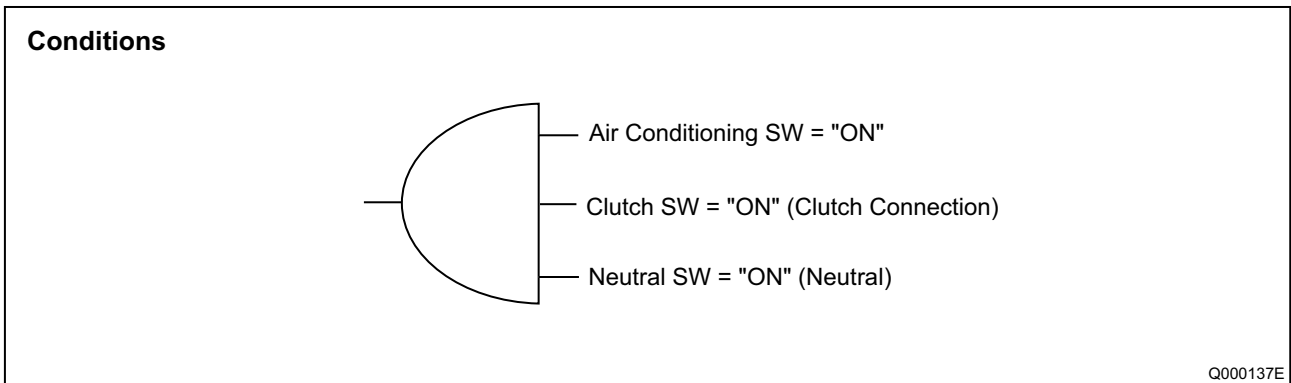 Conditions
Air Conditioning SW = "ON"
Clutch SW = "ON" (Clutch Connection)
Neutral SW = "ON" (Neutral)
Q000137E